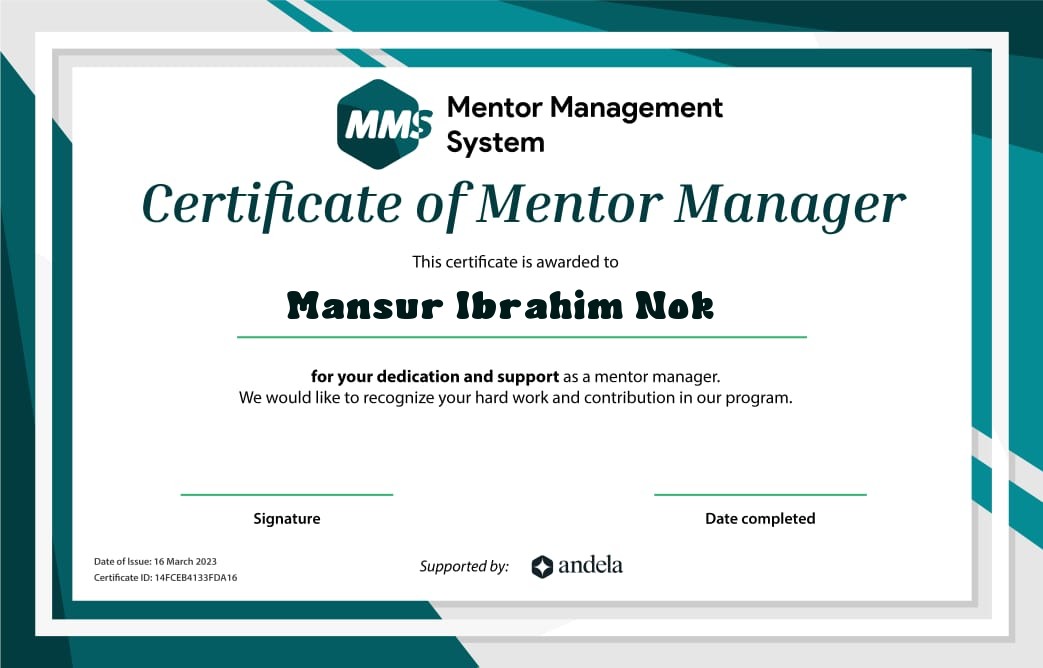 MMS
Mentor Management
System
Certificate of Mentor Manager
This certificate is awarded to
Mansur Ibrahim Nok
for your dedication and support as a mentor manager.
We would like to recognize your hard work and contribution in our program.
Signature
Date completed
Date of Issue: 16 March 2023
Certificate ID: 14FCEB4133FDA16
Supported by:
andela